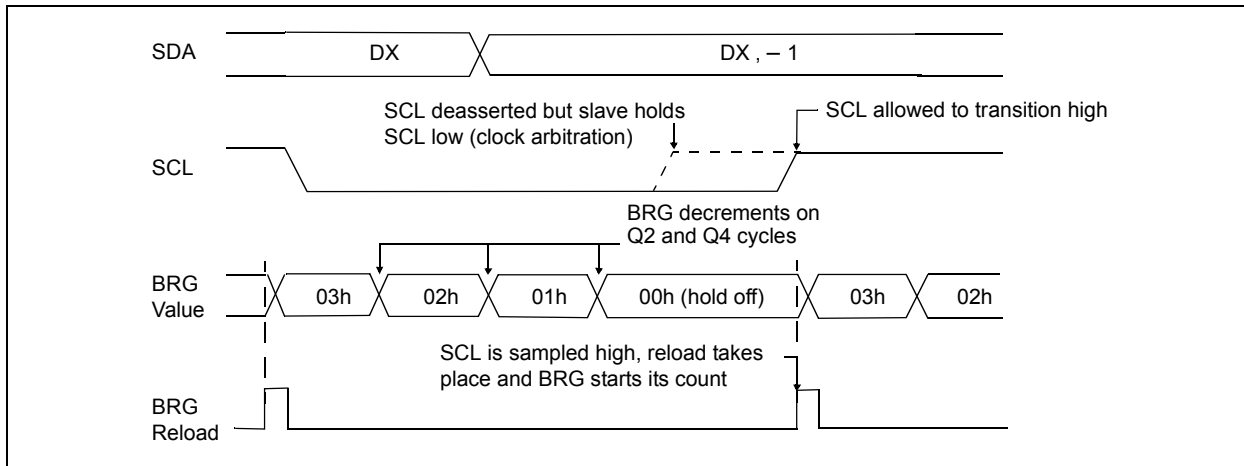 SDA
DX
DX , – 1
SCL deasserted but slave holds
SCL low (clock arbitration)
SCL allowed to transition high
SCL
BRG decrements on
Q2 and Q4 cycles
BRG
Value
03h
02h
01h
00h (hold off)
03h
02h
SCL is sampled high, reload takes
place and BRG starts its count
BRG
Reload